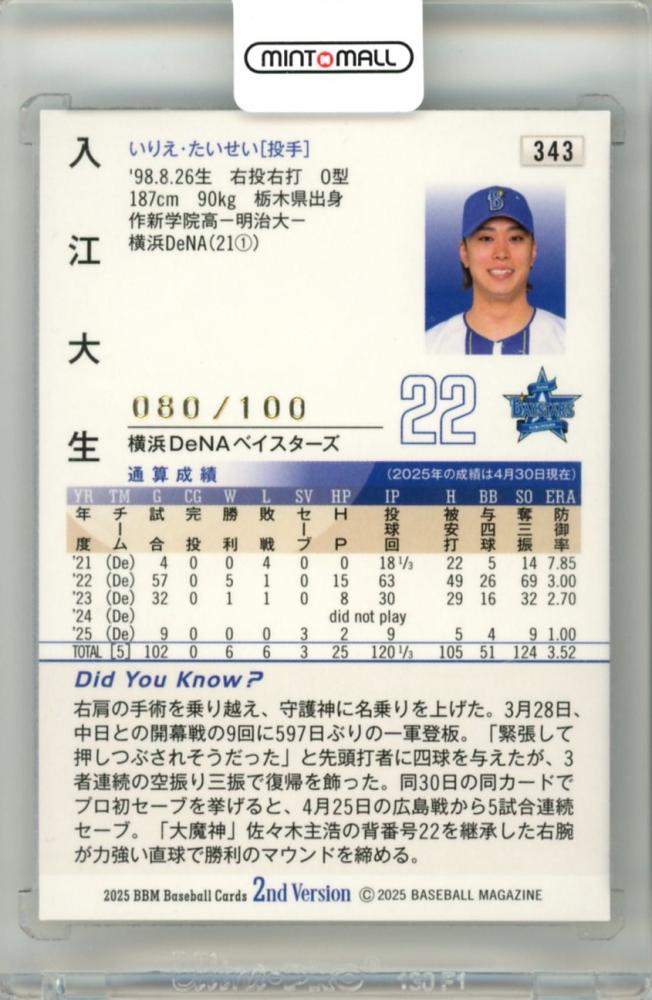 MINT MALL
入江大生
いりえ・たいせい[投手]
343
'98.8.26生 右投右打 O型
187cm 90kg 栃木県出身
作新学院高ー明治大ー
横浜DeNA(21①)
B
080/100
22
BAYSTARS
横浜DeNAベイスターズ
通算成績 (2025年の成績は4月30日現在)
YR TM G CG W L SV HP IP H BB SO ERA
年度 チーム 試合 完投 勝利 敗戦 セーブ HP 投球回 被安打 与四球 奪三振 防御率
'21 (De) 4 0 0 4 0 0 18 1/3 22 5 14 7.85
'22 (De) 57 0 5 1 0 15 63 49 26 69 3.00
'23 (De) 32 0 1 1 0 8 30 29 16 32 2.70
'24 (De) did not play
'25 (De) 9 0 0 0 3 2 9 5 4 9 1.00
TOTAL [5] 102 0 6 6 3 25 120 1/3 105 51 124 3.52
Did You Know?
右肩の手術を乗り越え、守護神に名乗りを上げた。3月28日、
中日との開幕戦の9回に597日ぶりの一軍登板。「緊張して
押しつぶされそうだった」と先頭打者に四球を与えたが、3
者連続の空振り三振で復帰を飾った。同30日の同カードで
プロ初セーブを挙げると、4月25日の広島戦から5試合連続
セーブ。「大魔神」佐々木主浩の背番号22を継承した右腕
が力強い直球で勝利のマウンドを締める。
2025 BBM Baseball Cards 2nd Version ©2025 BASEBALL MAGAZINE